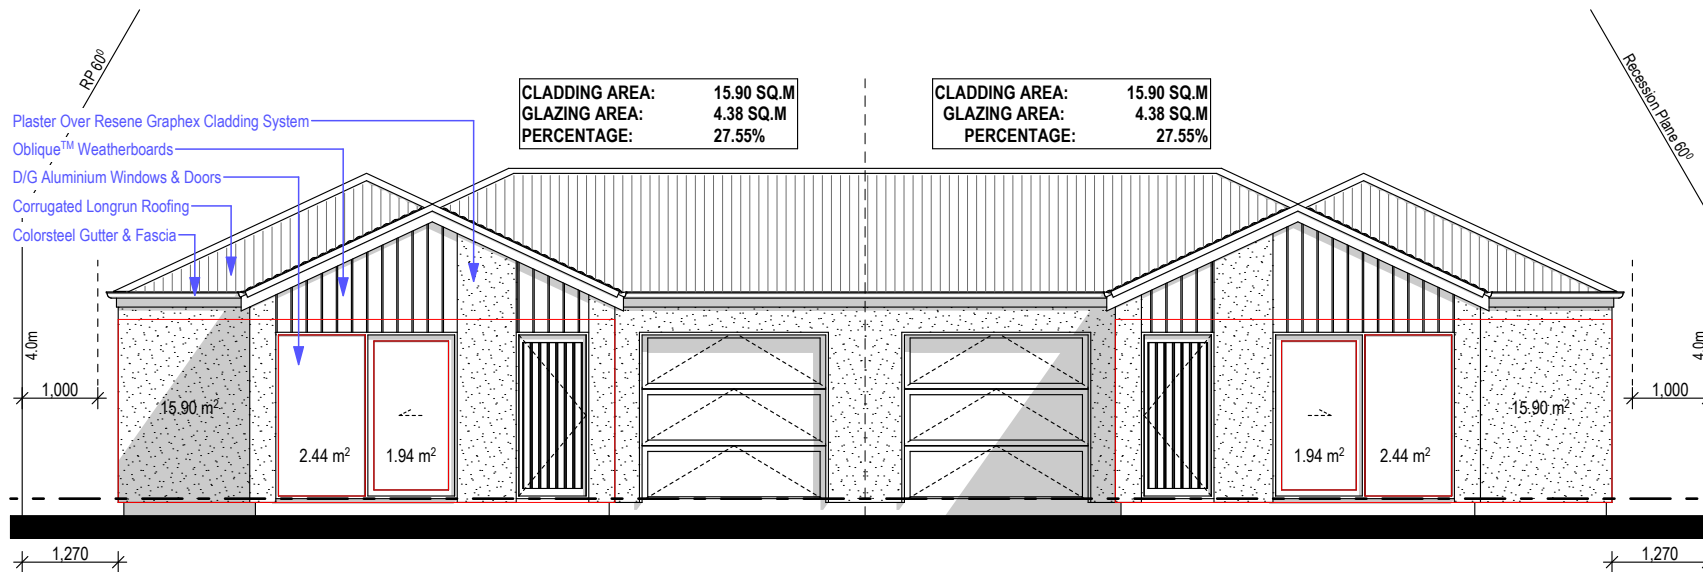 RP 60⁰
Recession Plane 60⁰
CLADDING AREA: 15.90 SQ.M
GLAZING AREA: 4.38 SQ.M
PERCENTAGE: 27.55%
CLADDING AREA: 15.90 SQ.M
GLAZING AREA: 4.38 SQ.M
PERCENTAGE: 27.55%
Plaster Over Resene Graphex Cladding System
Oblique™ Weatherboards
D/G Aluminium Windows & Doors
Corrugated Longrun Roofing
Colorsteel Gutter & Fascia
4.0m
4.0m
1,000
1,000
15.90 m²
15.90 m²
2.44 m²
1.94 m²
1.94 m²
2.44 m²
1,270
1,270